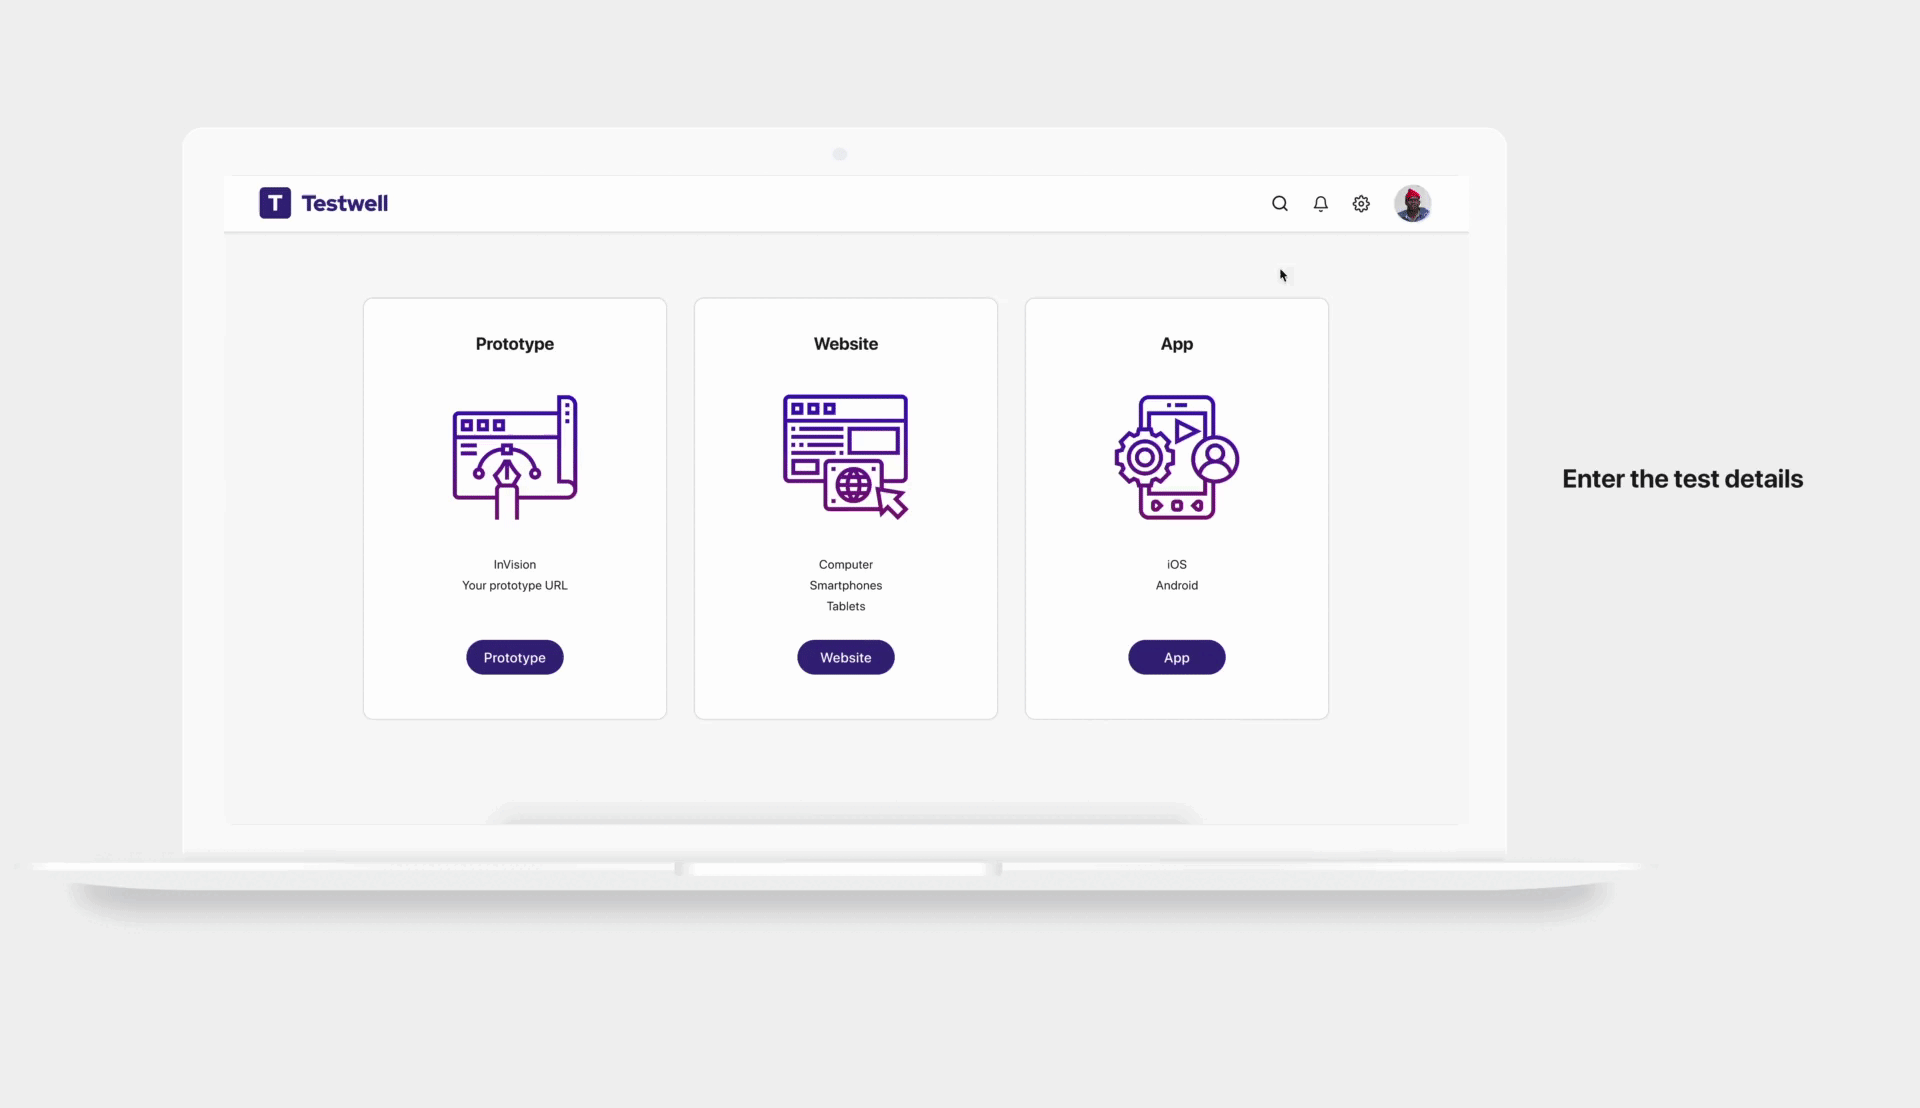 T Testwell
Prototype
InVision
Your prototype URL
Prototype
Website
Computer
Smartphones
Tablets
Website
App
iOS
Android
App
Enter the test details